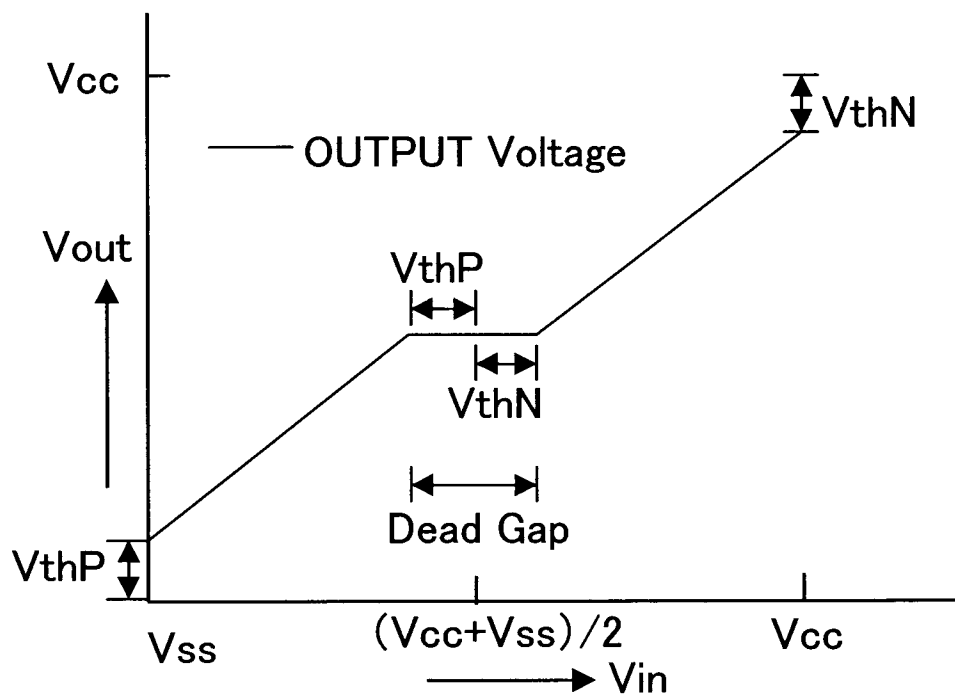 Vcc
VthN
OUTPUT Voltage
Vout
VthP
VthN
Dead Gap
VthP
Vss
(Vcc+Vss)/2
Vcc
Vin